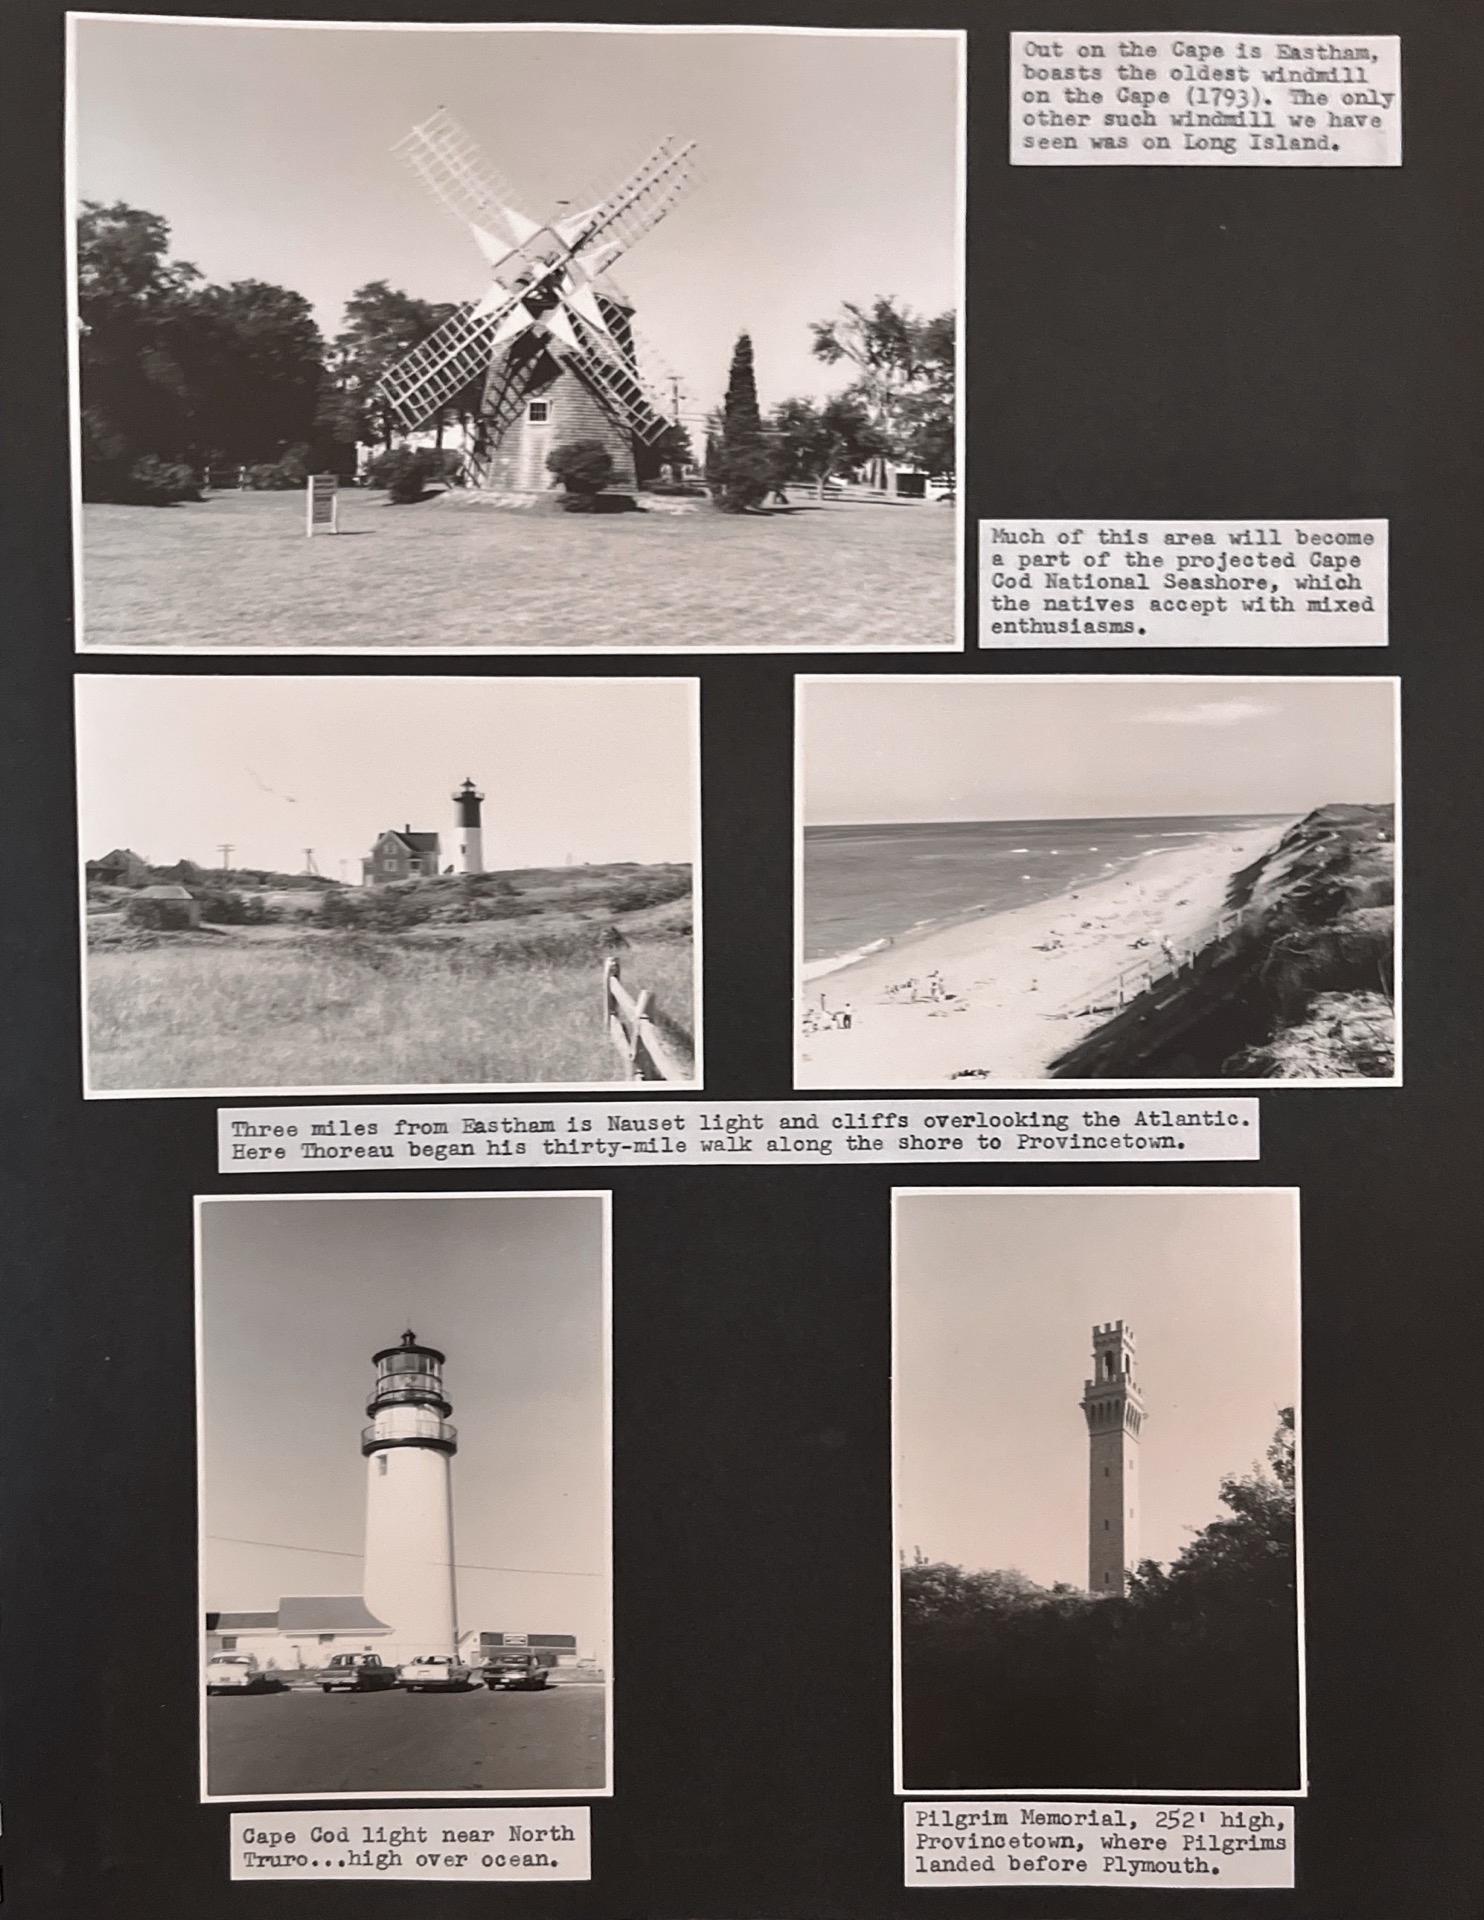 Out on the Cape is Eastham,
boasts the oldest windmill
on the Cape (1793). The only
other such windmill we have
seen was on Long Island.
Much of this area will become
a part of the projected Cape
Cod National Seashore, which
the natives accept with mixed
enthusiasms.
Three miles from Eastham is Nauset light and cliffs overlooking the Atlantic.
Here Thoreau began his thirty-mile walk along the shore to Provincetown.
Cape Cod light near North
Truro...high over ocean.
Pilgrim Memorial, 252' high,
Provincetown, where Pilgrims
landed before Plymouth.